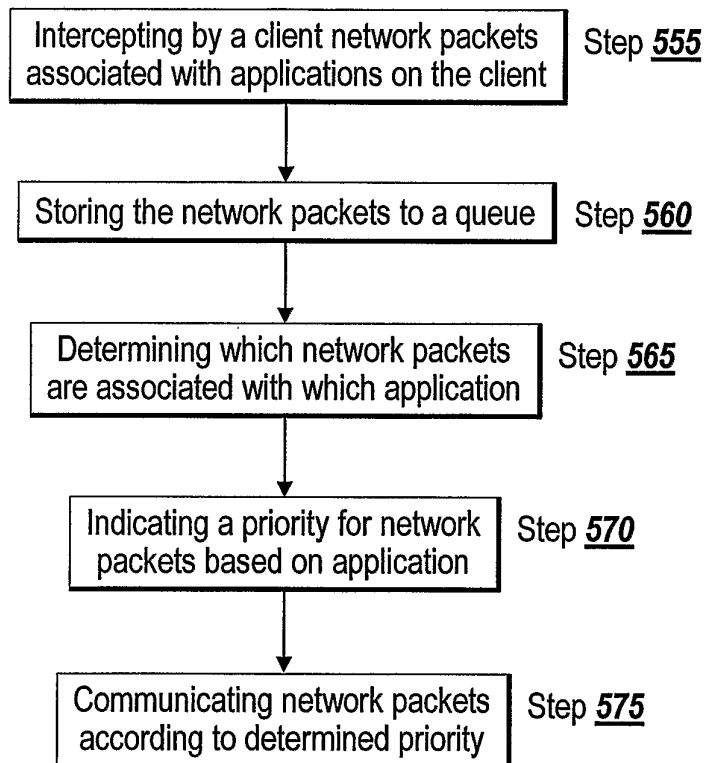 Intercepting by a client network packets
associated with applications on the client
Step 555
Storing the network packets to a queue
Step 560
Determining which network packets
are associated with which application
Step 565
Indicating a priority for network
packets based on application
Step 570
Communicating network packets
according to determined priority
Step 575